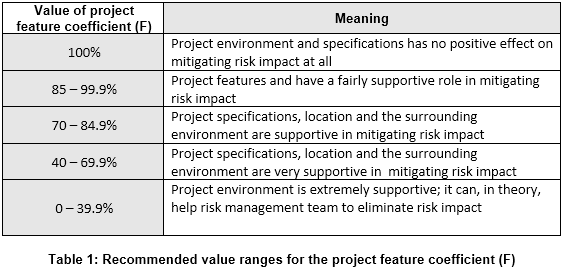 Value of project
feature coefficient (F)
Meaning
100%
Project environment and specifications has no positive effect on
mitigating risk impact at all
85 – 99.9%
Project features and have a fairly supportive role in mitigating
risk impact
70 – 84.9%
Project specifications, location and the surrounding
environment are supportive in mitigating risk impact
40 – 69.9%
Project specifications, location and the surrounding
environment are very supportive in  mitigating risk impact
0 – 39.9%
Project environment is extremely supportive; it can, in theory,
help risk management team to eliminate risk impact
Table 1: Recommended value ranges for the project feature coefficient (F)